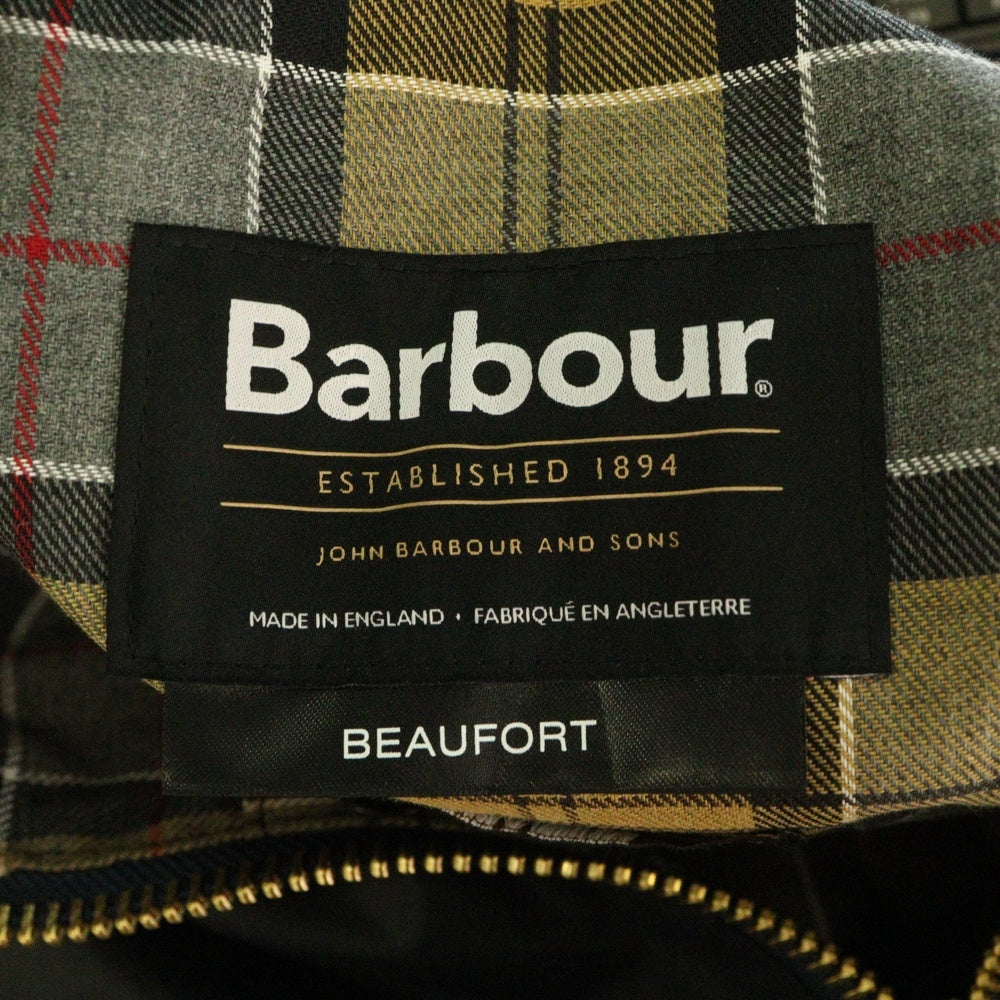 Barbour®
ESTABLISHED 1894
JOHN BARBOUR AND SONS
MADE IN ENGLAND • FABRIQUÉ EN ANGLETERRE
BEAUFORT